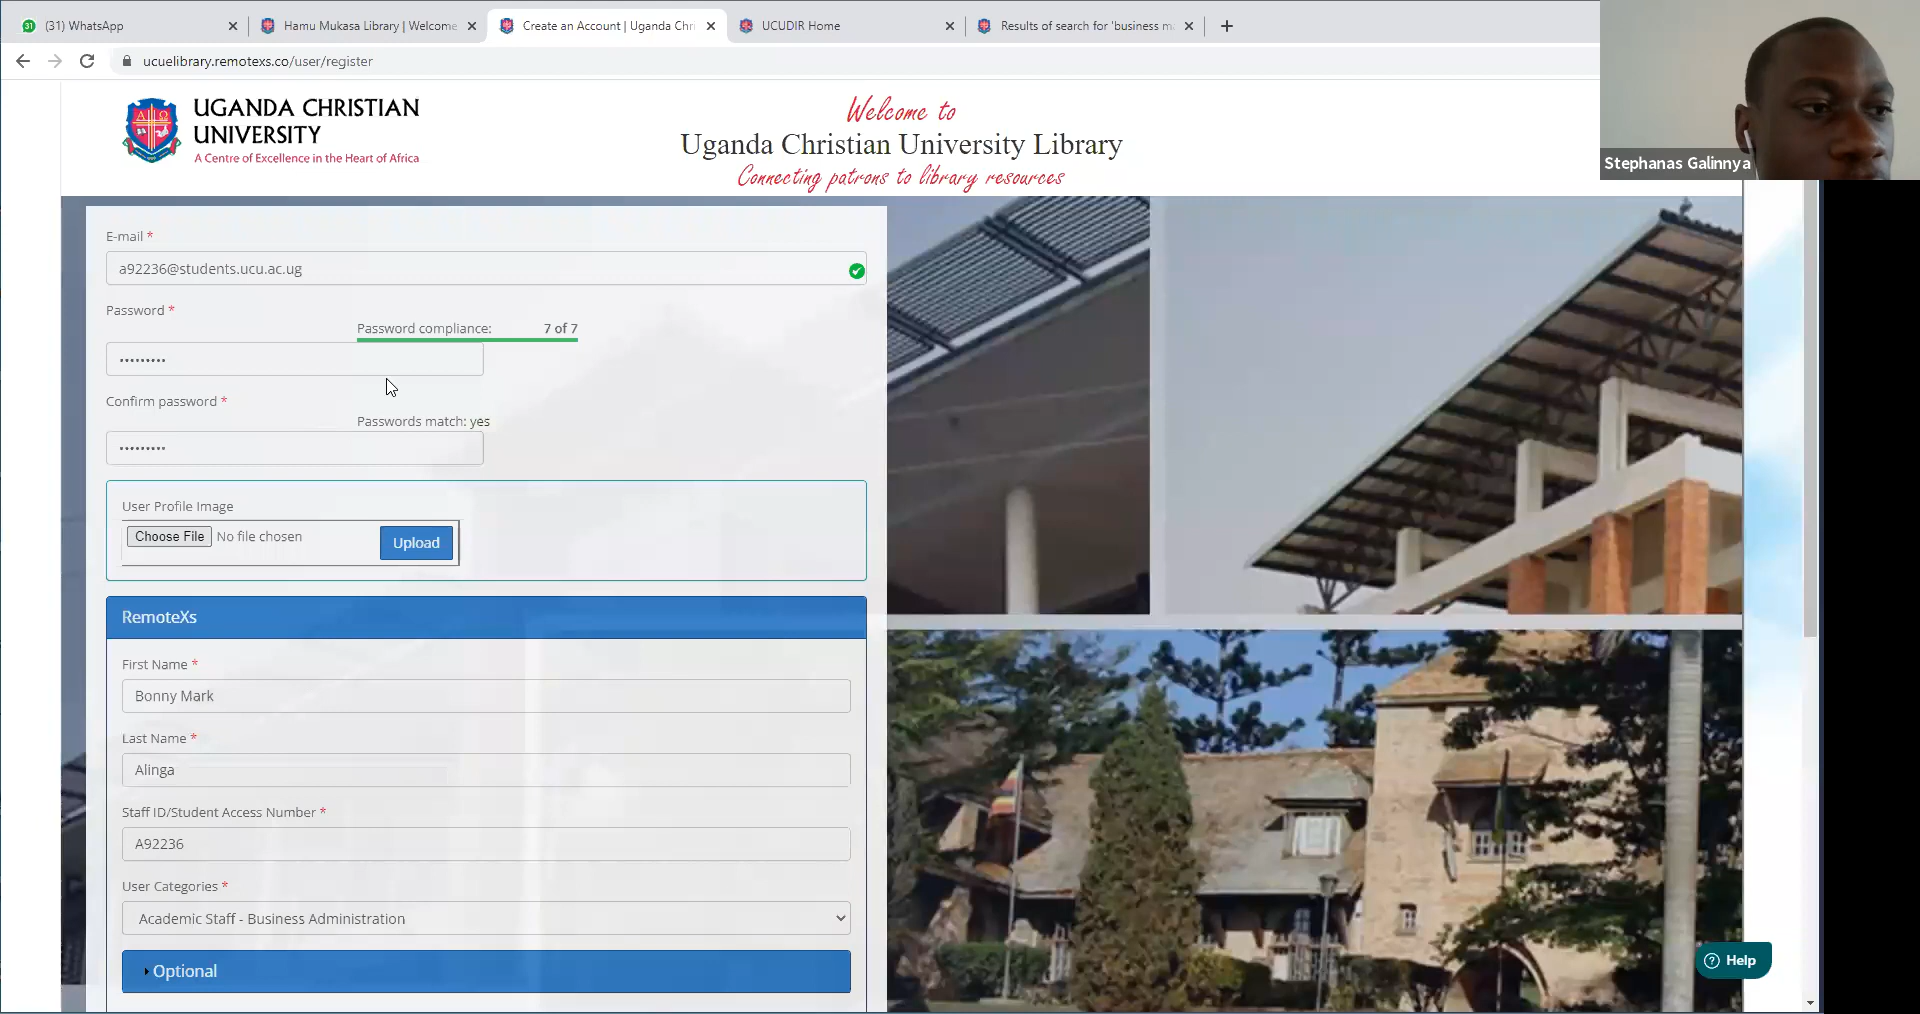 (31) WhatsApp
Hamu Mukasa Library | Welcome
Create an Account | Uganda Chri
UCUDIR Home
Results of search for 'business m
ucuelibrary.remotexs.co/user/register
UGANDA CHRISTIAN
UNIVERSITY
A Centre of Excellence in the Heart of Africa
Welcome to
Uganda Christian University Library
Connecting patrons to library resources
Stephanas Galinnya
E-mail *
a92236@students.ucu.ac.ug
Password *
Password compliance: 7 of 7
Confirm password *
Passwords match: yes
User Profile Image
Choose File No file chosen
Upload
RemoteXs
First Name *
Bonny Mark
Last Name *
Alinga
Staff ID/Student Access Number *
A92236
User Categories *
Academic Staff - Business Administration
Optional
Help